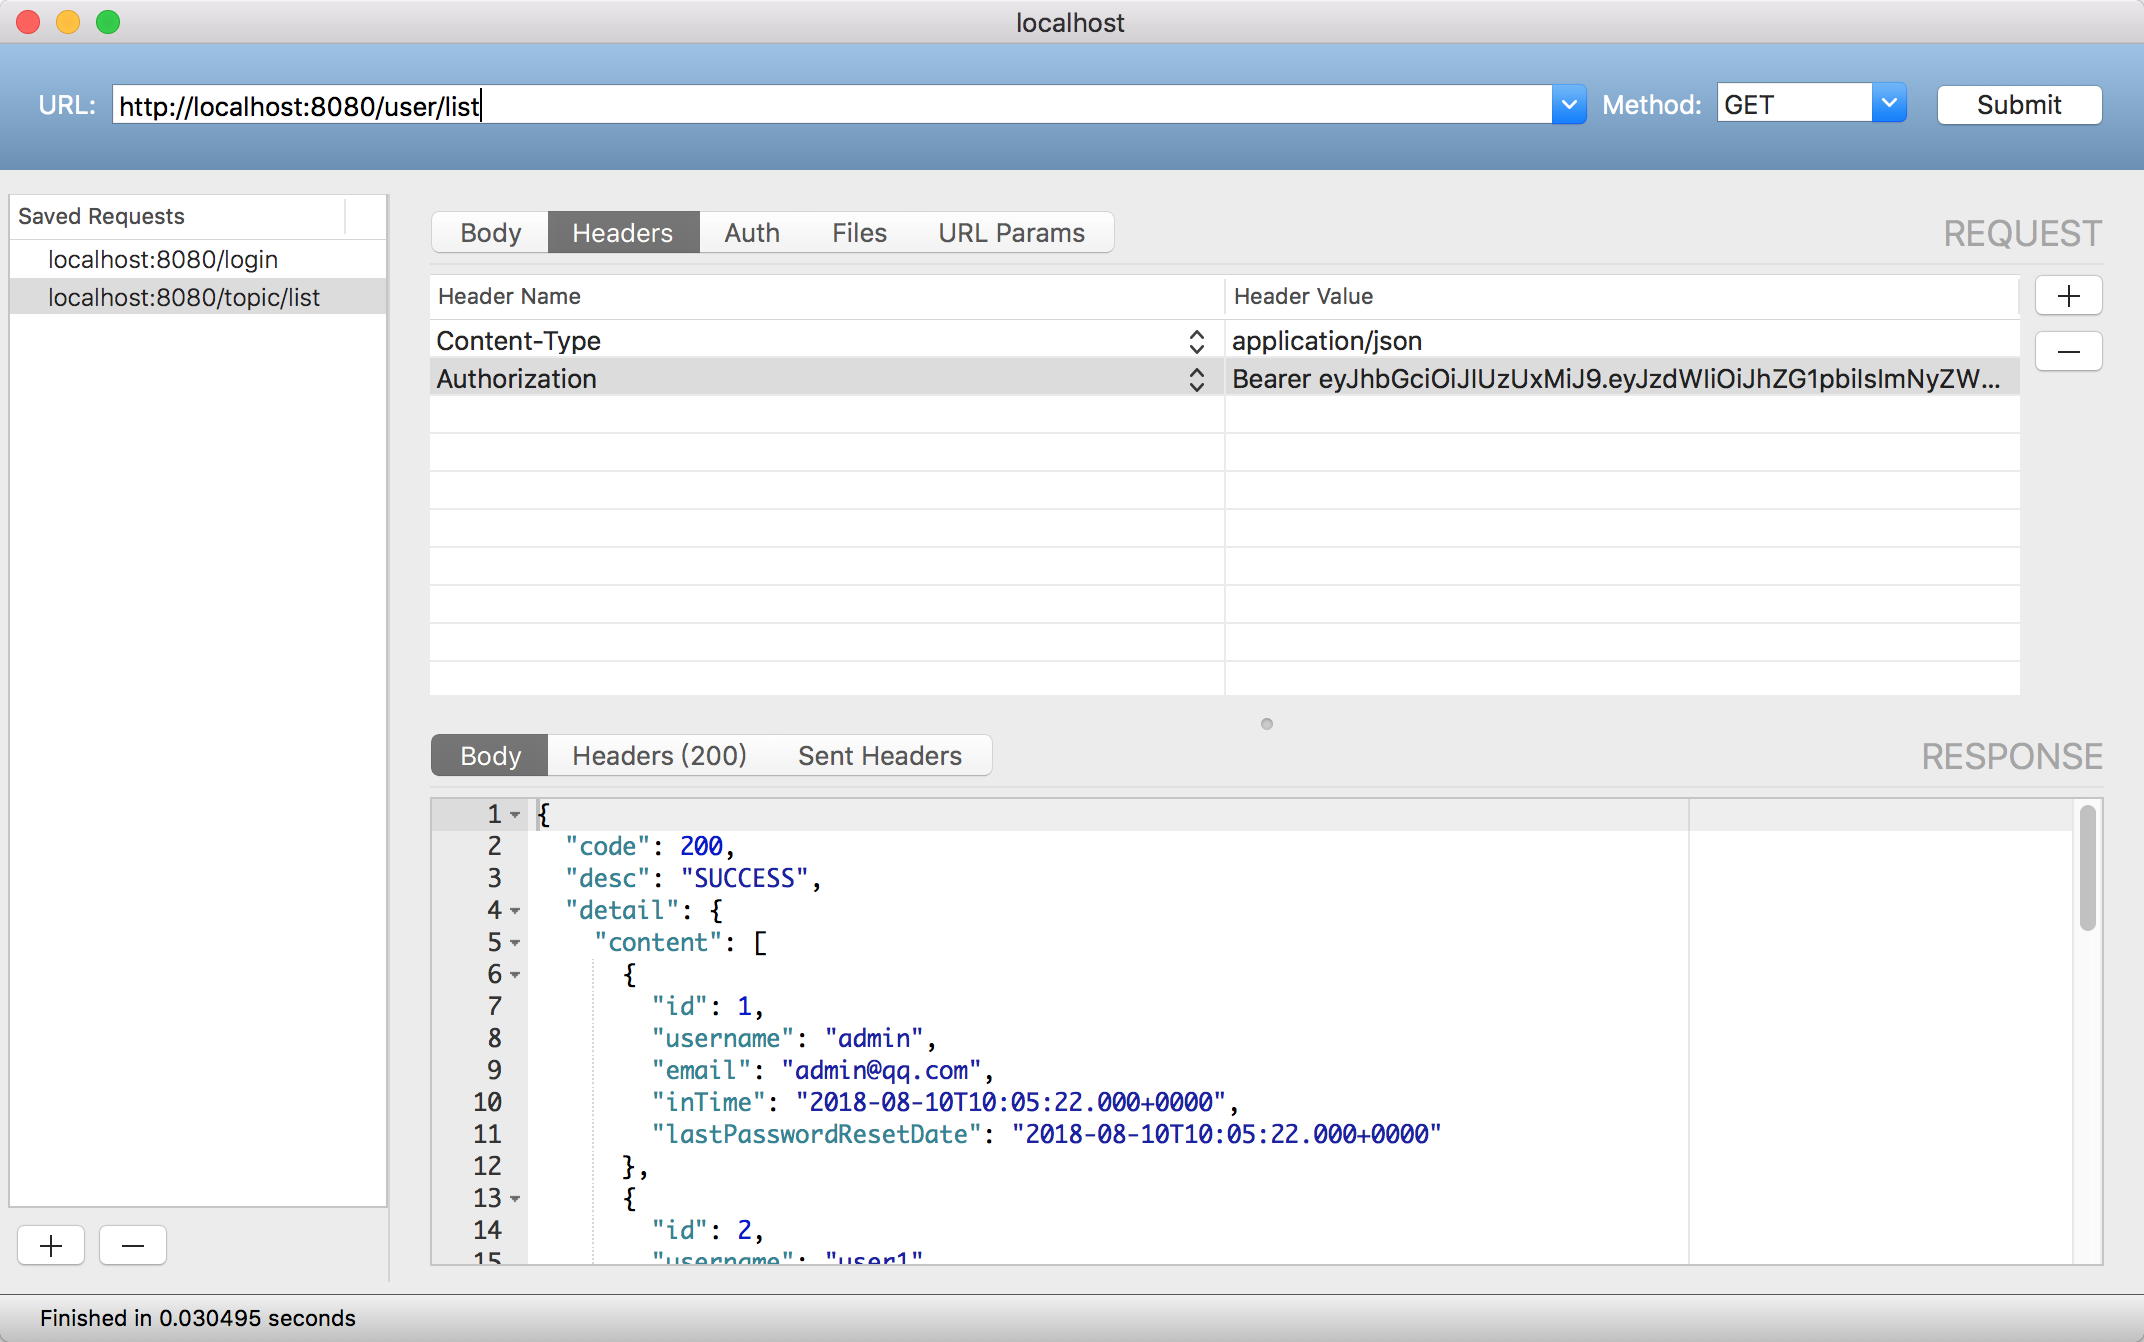 localhost
URL: http://localhost:8080/user/list Method: GET Submit
Saved Requests
localhost:8080/login
localhost:8080/topic/list
Body Headers Auth Files URL Params REQUEST
Header Name Header Value
Content-Type application/json
Authorization Bearer eyJhbGciOiJIUzUxMiJ9.eyJzdWIiOiJhZG1pbiIsImNyZW...
Body Headers (200) Sent Headers RESPONSE
1 {
2 "code": 200,
3 "desc": "SUCCESS",
4 "detail": {
5 "content": [
6 {
7 "id": 1,
8 "username": "admin",
9 "email": "admin@qq.com",
10 "inTime": "2018-08-10T10:05:22.000+0000",
11 "lastPasswordResetDate": "2018-08-10T10:05:22.000+0000"
12 },
13 {
14 "id": 2,
15 "username": "user1"
Finished in 0.030495 seconds